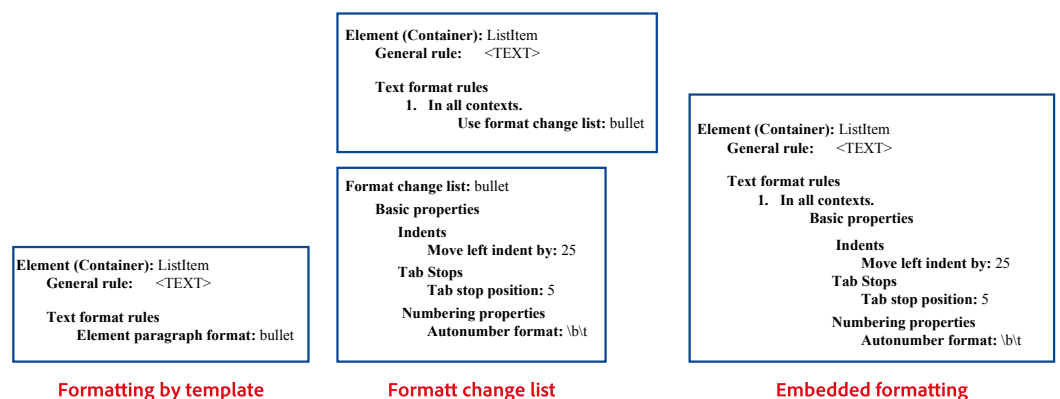 Element (Container): ListItem
General rule: <TEXT>
Text format rules
Element paragraph format: bullet
Formatting by template
Element (Container): ListItem
General rule: <TEXT>
Text format rules
1. In all contexts.
Use format change list: bullet
Format change list: bullet
Basic properties
Indents
Move left indent by: 25
Tab Stops
Tab stop position: 5
Numbering properties
Autonumber format: \b\t
Formatt change list
Element (Container): ListItem
General rule: <TEXT>
Text format rules
1. In all contexts.
Basic properties
Indents
Move left indent by: 25
Tab Stops
Tab stop position: 5
Numbering properties
Autonumber format: \b\t
Embedded formatting